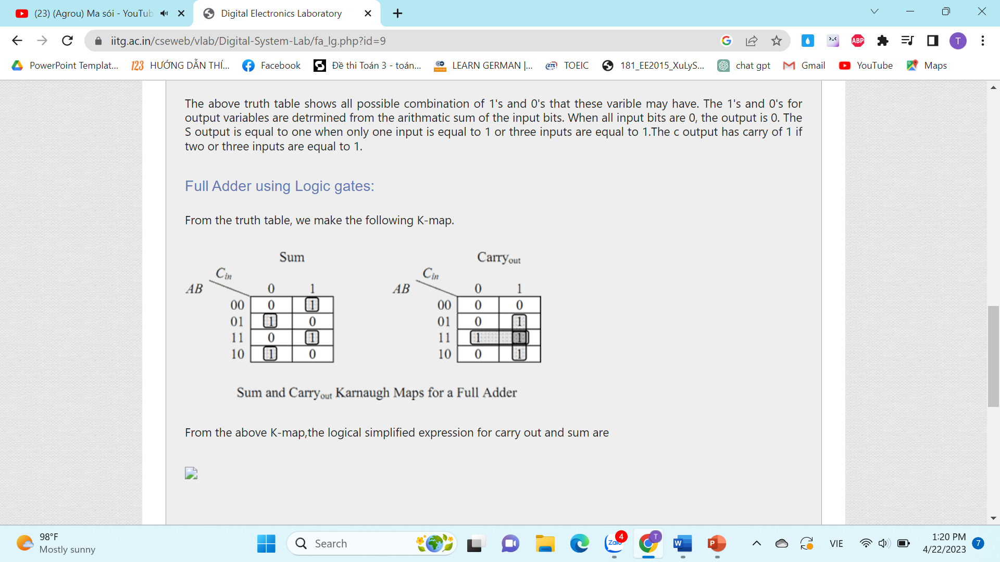 (23) (Agrou) Ma sói - YouTub
Digital Electronics Laboratory
iitg.ac.in/cseweb/vlab/Digital-System-Lab/fa_lg.php?id=9
ABP
T
PowerPoint Templat...
123 HƯỚNG DẪN THÍ...
Facebook
Đề thi Toán 3 - toán...
LEARN GERMAN |...
ETS TOEIC
181_EE2015_XuLyS...
chat gpt
Gmail
YouTube
Maps
The above truth table shows all possible combination of 1's and 0's that these varible may have. The 1's and 0's for
output variables are detrmined from the arithmatic sum of the input bits. When all input bits are 0, the output is 0. The
S output is equal to one when only one input is equal to 1 or three inputs are equal to 1.The c output has carry of 1 if
two or three inputs are equal to 1.
Full Adder using Logic gates:
From the truth table, we make the following K-map.
Sum
Cin
AB 0 1
00 0 1
01 1 0
11 0 1
10 1 0
Carryout
Cin
AB 0 1
00 0 0
01 0 1
11 1 1
10 0 1
Sum and Carryout Karnaugh Maps for a Full Adder
From the above K-map,the logical simplified expression for carry out and sum are
98°F
Mostly sunny
Search
Zalo
4
T
W
P
VIE
1:20 PM
4/22/2023
7